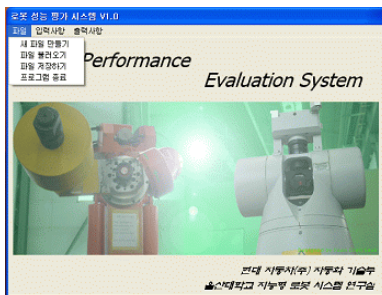 로봇 성능 평가 시스템 V1.0
파일 입력사항 출력사항
새 파일 만들기
파일 불러오기
파일 저장하기
프로그램 종료
Performance
Evaluation System
현대 자동차(주) 자동화 기술부
울산대학교 지능형 로봇 시스템 연구실